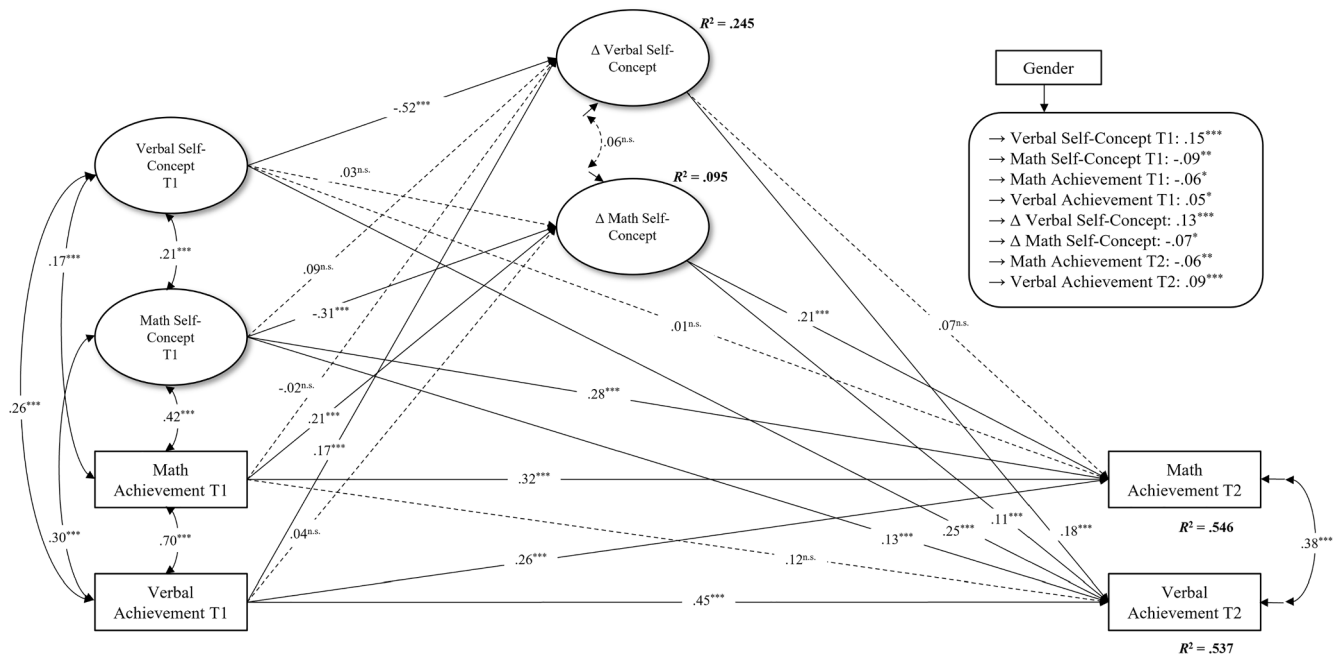 R² = .245
Δ Verbal Self-
Concept
Gender
-.52***
→ Verbal Self-Concept T1: .15***
→ Math Self-Concept T1: -.09**
→ Math Achievement T1: -.06*
→ Verbal Achievement T1: .05*
→ Δ Verbal Self-Concept: .13***
→ Δ Math Self-Concept: -.07*
→ Math Achievement T2: -.06**
→ Verbal Achievement T2: .09***
Verbal Self-
Concept
T1
.06n.s.
.03n.s.
R² = .095
Δ Math Self-
Concept
.17***
.21***
.09n.s.
-.31***
Math Self-
Concept
T1
.21***
.01n.s.
.07n.s.
.26***
.42***
-.02n.s.
.28***
.21***
.17***
Math
Achievement T1
.32***
Math
Achievement T2
R² = .546
.30***
.70***
.04n.s.
.26***
.12n.s.
.13***
.25***
.11***
.18***
.38***
Verbal
Achievement T1
.45***
Verbal
Achievement T2
R² = .537